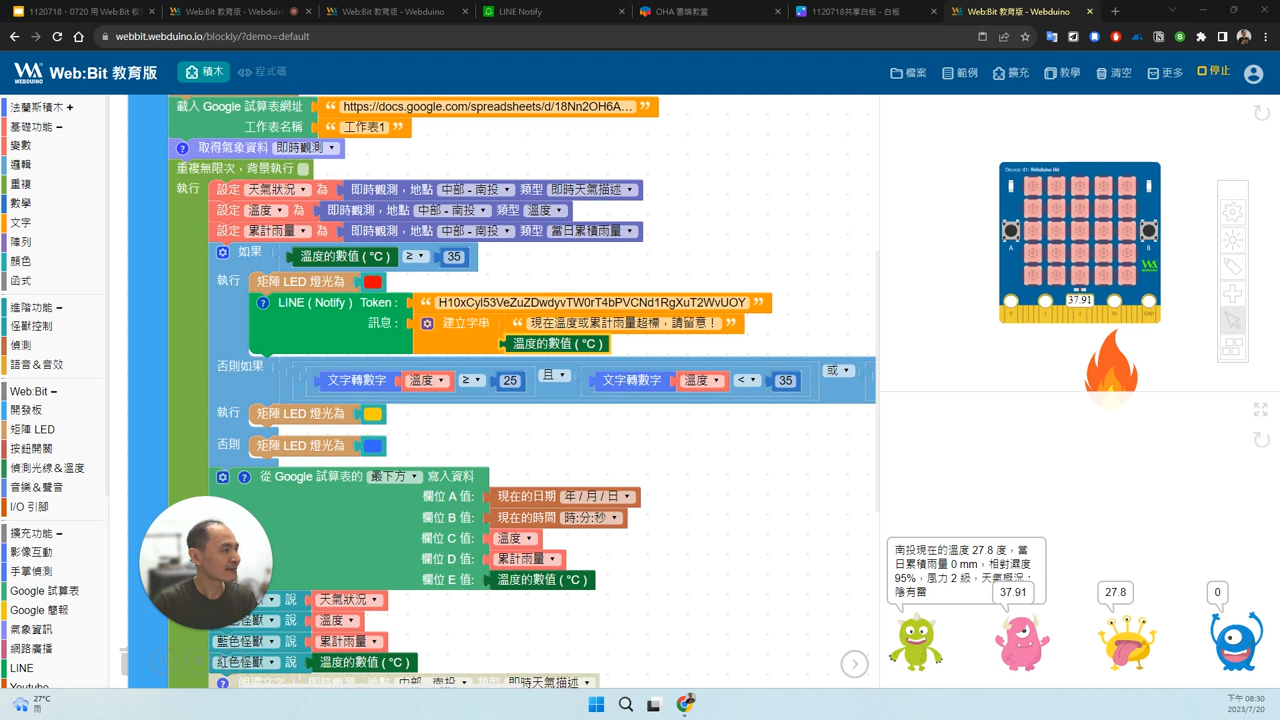 1120718、0720 用 Web:Bit 模
Web:Bit 教育版 - Webduin
Web:Bit 教育版 - Webduino
LINE Notify
OHA 雲端教室
1120718共享白板 - 白板
Web:Bit 教育版 - Webduino
webbit.webduino.io/blockly/?demo=default
WEBDUINO
Web:Bit 教育版
積木
程式碼
檔案
範例
擴充
教學
清空
更多
停止
法蘭斯積木
基礎功能
變數
邏輯
重複
數學
文字
陣列
顏色
函式
進階功能
怪獸控制
偵測
語音＆音效
Web:Bit
開發板
矩陣 LED
按鈕開關
偵測光線＆溫度
音樂＆聲音
I/O 引腳
擴充功能
影像互動
手掌偵測
Google 試算表
Google 簡報
氣象資訊
網路廣播
LINE
Youtube
載入 Google 試算表網址 “ https://docs.google.com/spreadsheets/d/18Nn2OH6A... ”
工作表名稱 “ 工作表1 ”
? 取得氣象資料 即時觀測
重複無限次，背景執行
執行 設定 天氣狀況 為 即時觀測，地點 中部 - 南投 類型 即時天氣描述
設定 溫度 為 即時觀測，地點 中部 - 南投 類型 溫度
設定 累計雨量 為 即時觀測，地點 中部 - 南投 類型 當日累積雨量
如果 溫度的數值 ( °C ) ≥ 35
執行 矩陣 LED 燈光為
? LINE ( Notify ) Token : “ H10xCyI53VeZuZDwdyvTW0rT4bPVCNd1RgXuT2WvUOY ”
訊息 : 建立字串 “ 現在溫度或累計雨量超標，請留意！ ”
溫度的數值 ( °C )
否則如果 文字轉數字 溫度 ≥ 25 且 文字轉數字 溫度 < 35 或
執行 矩陣 LED 燈光為
否則 矩陣 LED 燈光為
? 從 Google 試算表的 最下方 寫入資料
欄位 A 值: 現在的日期 年 / 月 / 日
欄位 B 值: 現在的時間 時:分:秒
欄位 C 值: 溫度
欄位 D 值: 累計雨量
欄位 E 值: 溫度的數值 ( °C )
說 天氣狀況
說 溫度
藍色怪獸 說 累計雨量
紅色怪獸 說 溫度的數值 ( °C )
? 朗讀文字 即時觀測，地點 中部 - 南投 類型 即時天氣描述
Device ID: Webduino Bit
A
B
37.91
GND
南投現在的溫度 27.8 度，當
日累積雨量 0 mm，相對濕度
95%，風力 2 級，天氣概況：
陰有靄
37.91
27.8
0
27°C
雨
下午 08:30
2023/7/20